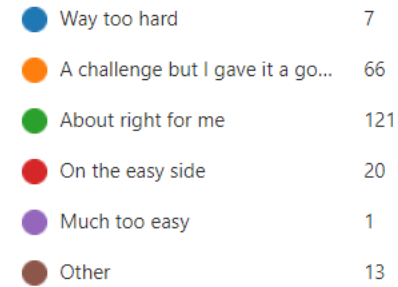 Way too hard 7
A challenge but I gave it a go... 66
About right for me 121
On the easy side 20
Much too easy 1
Other 13